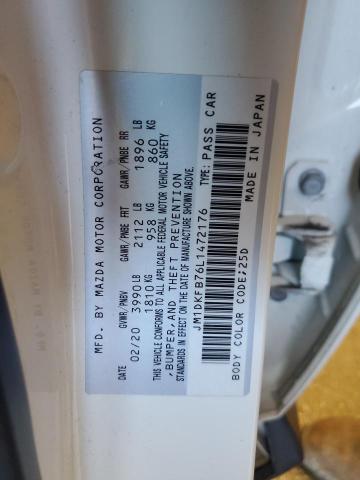 MFD. BY MAZDA MOTOR CORPORATION
DATE GVWR/PNBV GAWR/PNBE FRT GAWR/PNBE RR
02/20 3990 LB 2112 LB 1896 LB
1810 KG 958 KG 860 KG
THIS VEHICLE CONFORMS TO ALL APPLICABLE FEDERAL MOTOR VEHICLE SAFETY
, BUMPER, AND THEFT PREVENTION
STANDARDS IN EFFECT ON THE DATE OF MANUFACTURE SHOWN ABOVE.
JM1DKFB76L1472176 TYPE: PASS CAR
BODY COLOR CODE: 25D MADE IN JAPAN